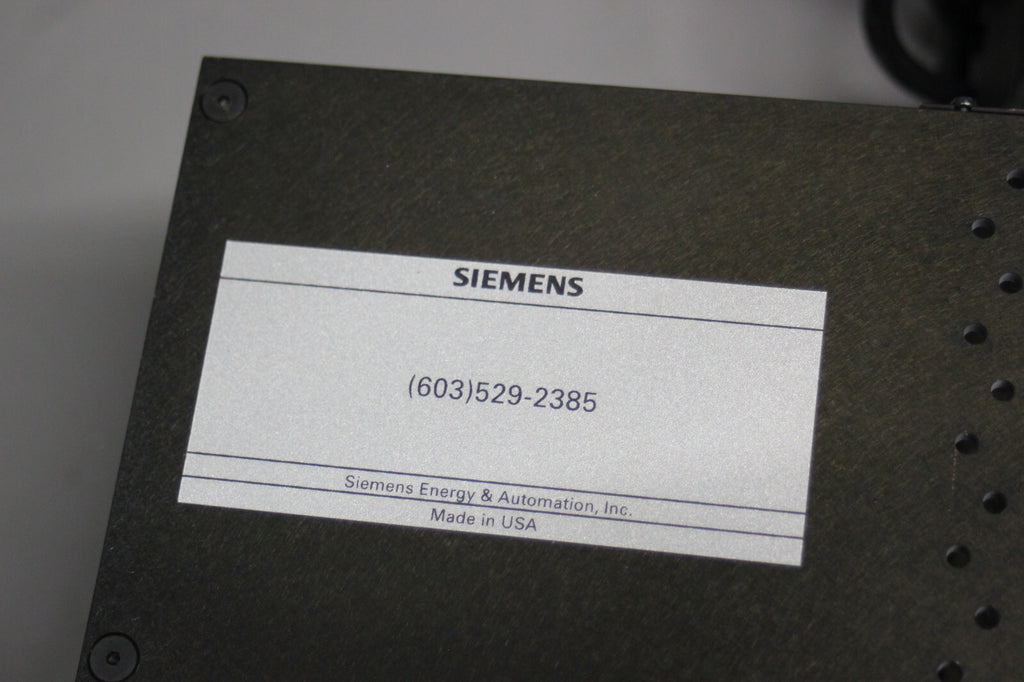 SIEMENS
(603)529-2385
Siemens Energy & Automation, Inc.
Made in USA